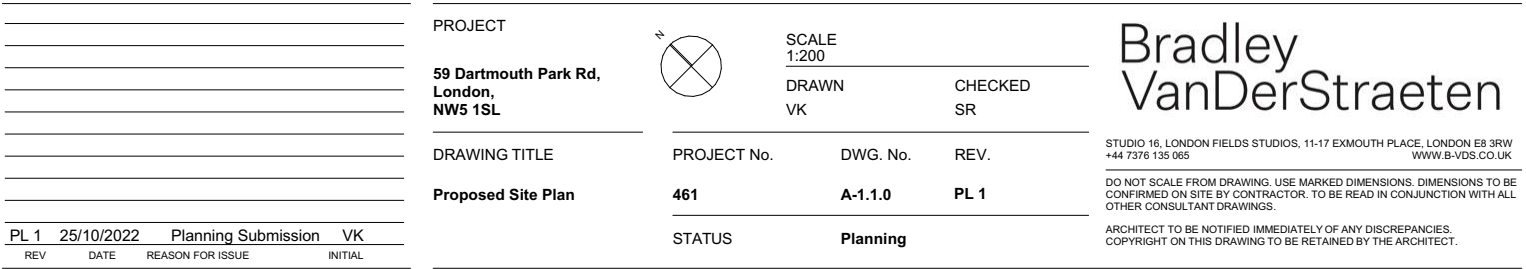 PL 1 25/10/2022 Planning Submission VK
REV DATE REASON FOR ISSUE INITIAL
PROJECT
59 Dartmouth Park Rd,
London,
NW5 1SL
N
SCALE
1:200
DRAWN CHECKED
VK SR
DRAWING TITLE PROJECT No. DWG. No. REV.
Proposed Site Plan 461 A-1.1.0 PL 1
STATUS Planning
Bradley
VanDerStraeten
STUDIO 16, LONDON FIELDS STUDIOS, 11-17 EXMOUTH PLACE, LONDON E8 3RW
+44 7376 135 065 WWW.B-VDS.CO.UK
DO NOT SCALE FROM DRAWING. USE MARKED DIMENSIONS. DIMENSIONS TO BE
CONFIRMED ON SITE BY CONTRACTOR. TO BE READ IN CONJUNCTION WITH ALL
OTHER CONSULTANT DRAWINGS.
ARCHITECT TO BE NOTIFIED IMMEDIATELY OF ANY DISCREPANCIES.
COPYRIGHT ON THIS DRAWING TO BE RETAINED BY THE ARCHITECT.